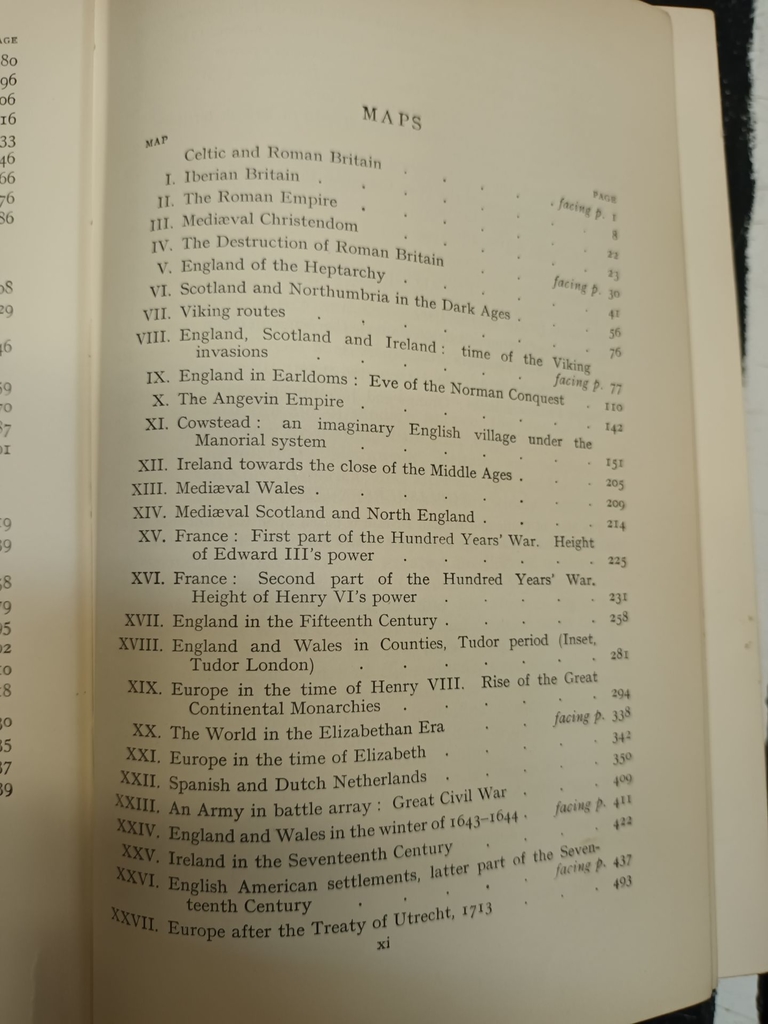 MAPS
MAP
PAGE
Celtic and Roman Britain . . . . . facing p. 1
I. Iberian Britain . . . . . . . 8
II. The Roman Empire . . . . . . 22
III. Mediæval Christendom . . . . . 23
IV. The Destruction of Roman Britain . . facing p. 30
V. England of the Heptarchy . . . . . 41
VI. Scotland and Northumbria in the Dark Ages . . . 56
VII. Viking routes . . . . . . . 76
VIII. England, Scotland and Ireland : time of the Viking
invasions . . . . . facing p. 77
IX. England in Earldoms : Eve of the Norman Conquest . 110
X. The Angevin Empire . . . . . . 142
XI. Cowstead : an imaginary English village under the
Manorial system . . . . . . 151
XII. Ireland towards the close of the Middle Ages . . . 205
XIII. Mediæval Wales . . . . . . . 209
XIV. Mediæval Scotland and North England . . . . 214
XV. France : First part of the Hundred Years' War. Height
of Edward III's power . . . . . 225
XVI. France : Second part of the Hundred Years' War.
Height of Henry VI's power . . . . . 231
XVII. England in the Fifteenth Century . . . . . 258
XVIII. England and Wales in Counties, Tudor period (Inset,
Tudor London) . . . . . . 281
XIX. Europe in the time of Henry VIII. Rise of the Great
Continental Monarchies . . . . . 294
XX. The World in the Elizabethan Era . . facing p. 338
XXI. Europe in the time of Elizabeth . . . . . 342
XXII. Spanish and Dutch Netherlands . . . . . 350
XXIII. An Army in battle array : Great Civil War . . . 409
XXIV. England and Wales in the winter of 1643-1644 . facing p. 411
XXV. Ireland in the Seventeenth Century . . . . 422
XXVI. English American settlements, latter part of the Seven-
teenth Century . . . . facing p. 437
XXVII. Europe after the Treaty of Utrecht, 1713 . . . 493
xi